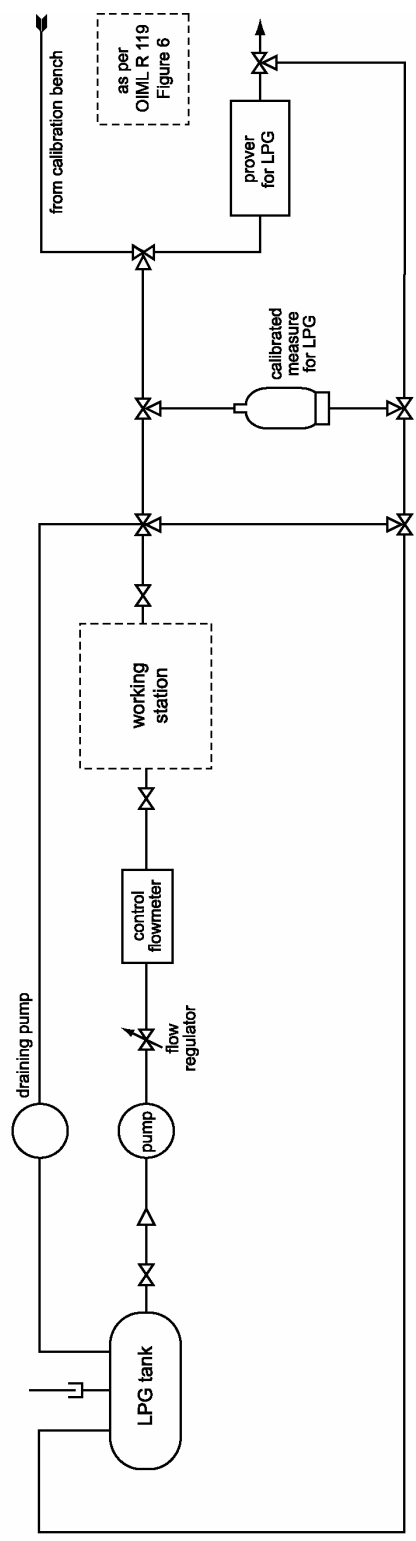 from calibration bench
as per
OIML R 119
Figure 6
prover
for LPG
calibrated
measure
for LPG
working
station
control
flowmeter
flow
regulator
draining pump
pump
LPG tank